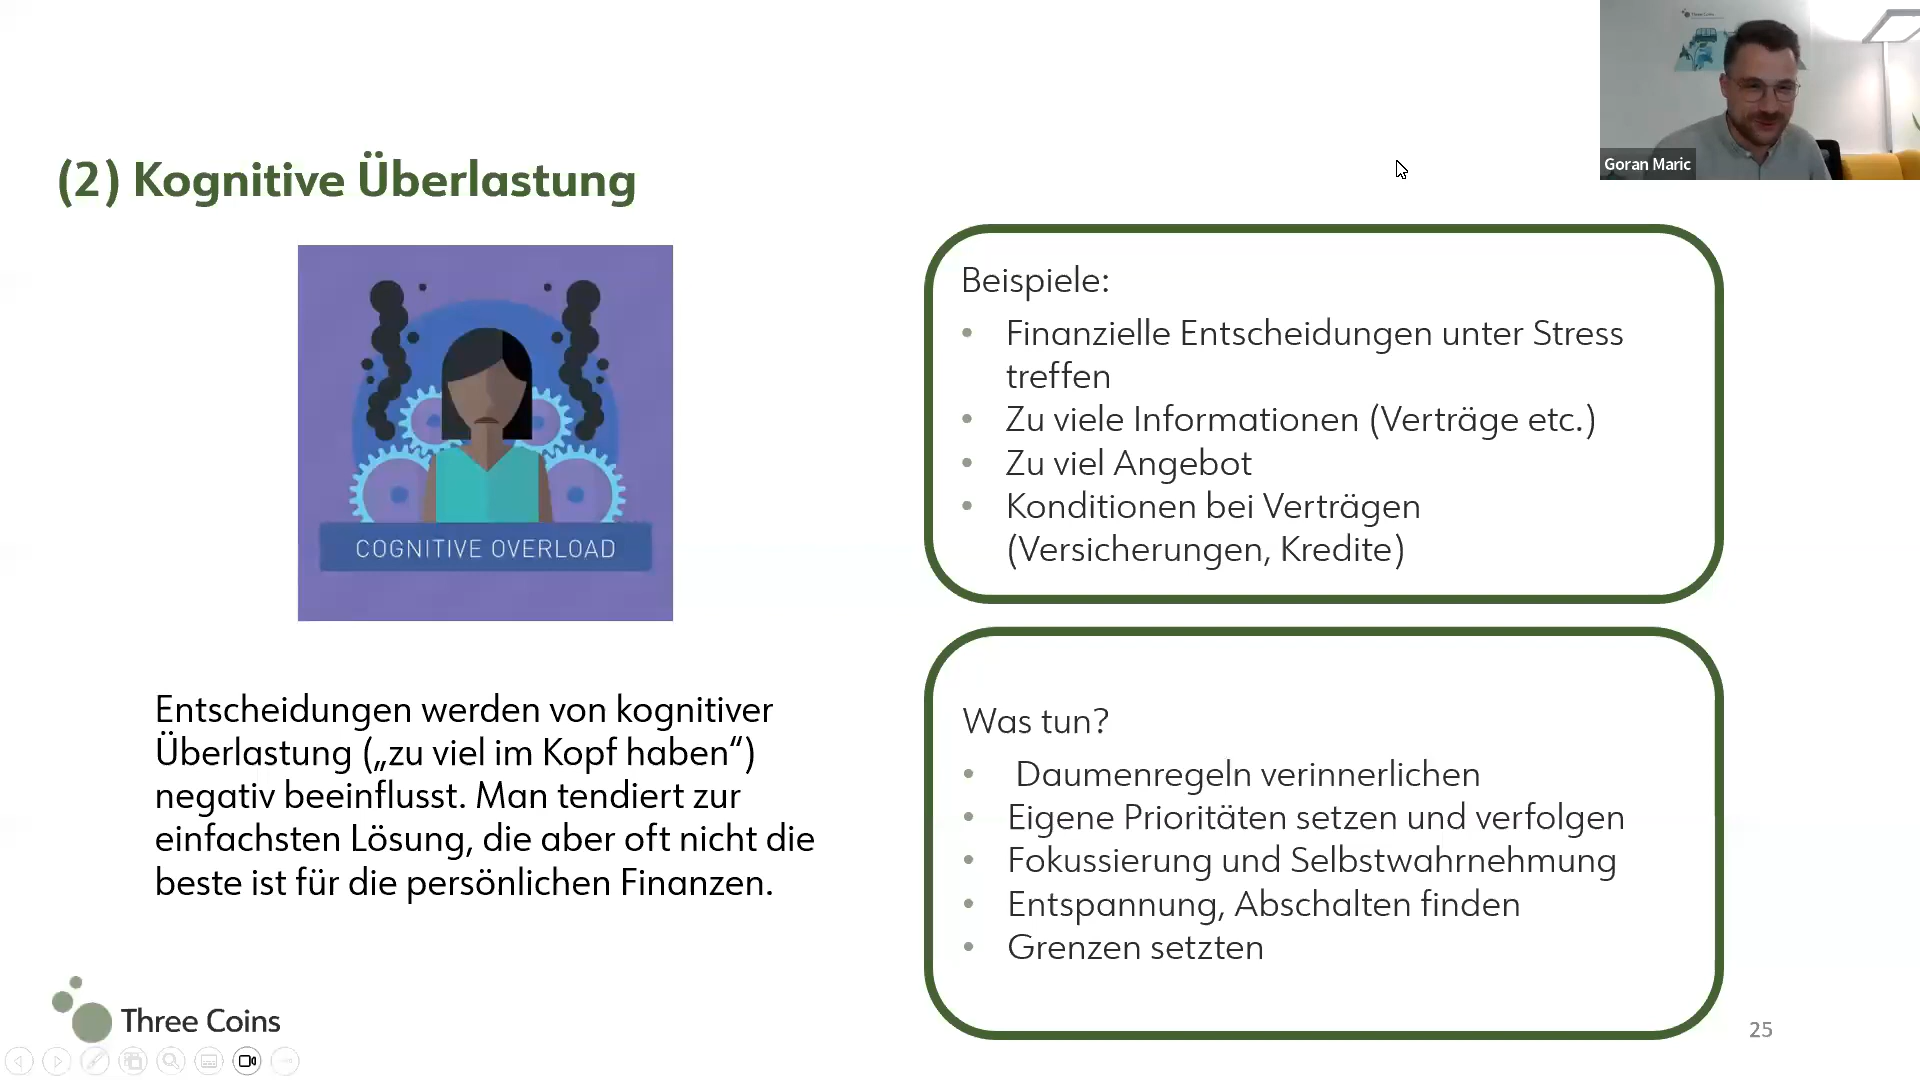 Three Coins
Goran Maric
(2) Kognitive Überlastung
COGNITIVE OVERLOAD
Entscheidungen werden von kognitiver
Überlastung („zu viel im Kopf haben“)
negativ beeinflusst. Man tendiert zur
einfachsten Lösung, die aber oft nicht die
beste ist für die persönlichen Finanzen.
Beispiele:
• Finanzielle Entscheidungen unter Stress
treffen
• Zu viele Informationen (Verträge etc.)
• Zu viel Angebot
• Konditionen bei Verträgen
(Versicherungen, Kredite)
Was tun?
• Daumenregeln verinnerlichen
• Eigene Prioritäten setzen und verfolgen
• Fokussierung und Selbstwahrnehmung
• Entspannung, Abschalten finden
• Grenzen setzten
Three Coins
25